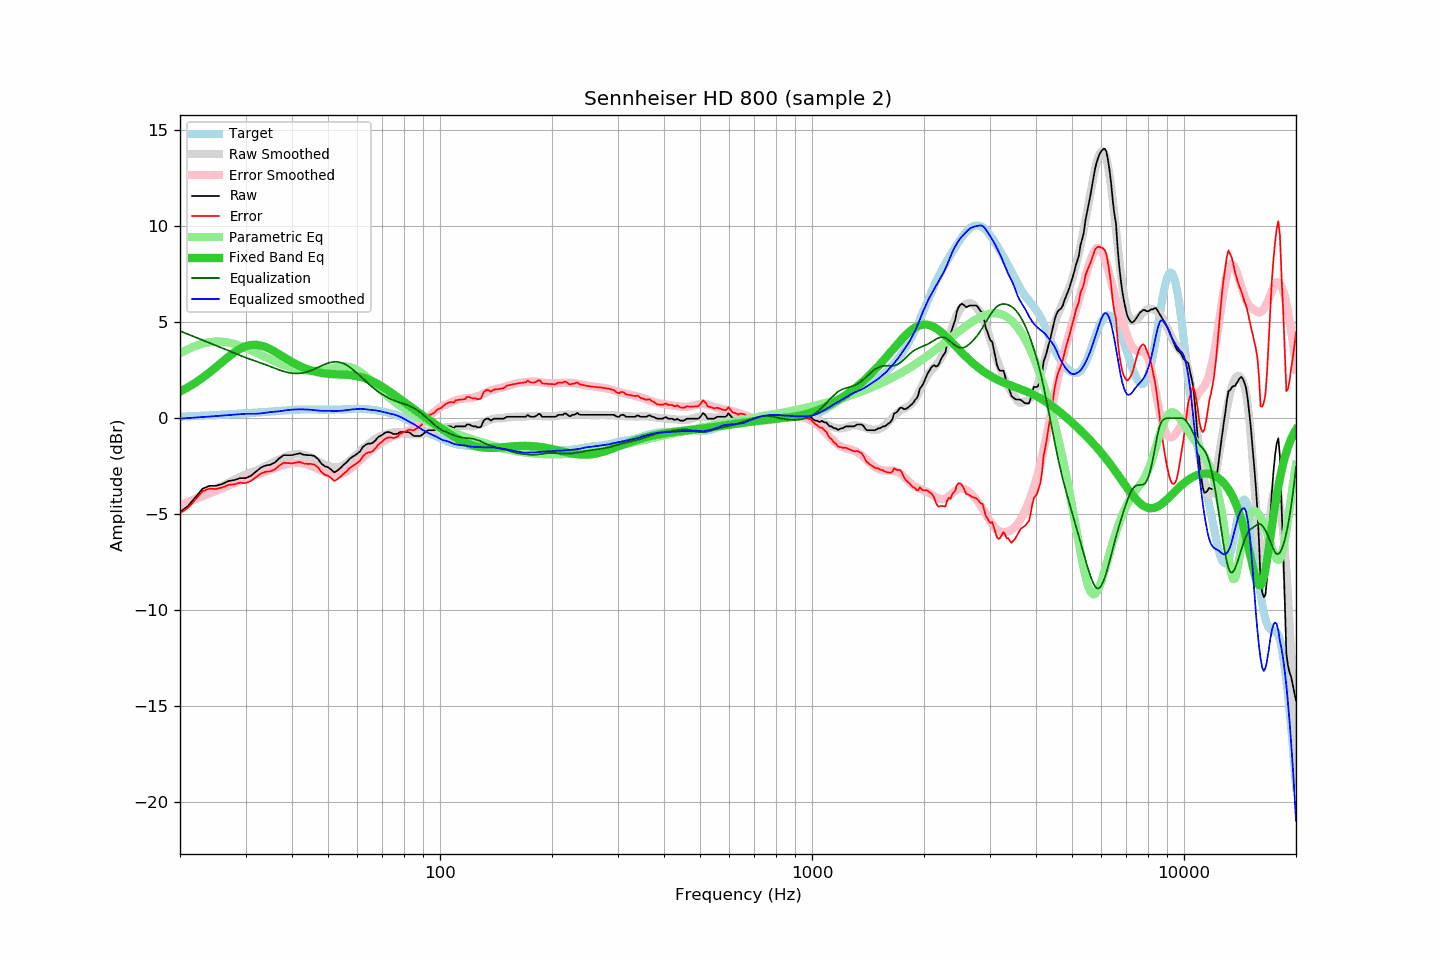 Sennheiser HD 800 (sample 2)
15
10
5
0
−5
−10
−15
−20
Amplitude (dBr)
Target
Raw Smoothed
Error Smoothed
Raw
Error
Parametric Eq
Fixed Band Eq
Equalization
Equalized smoothed
100
1000
10000
Frequency (Hz)